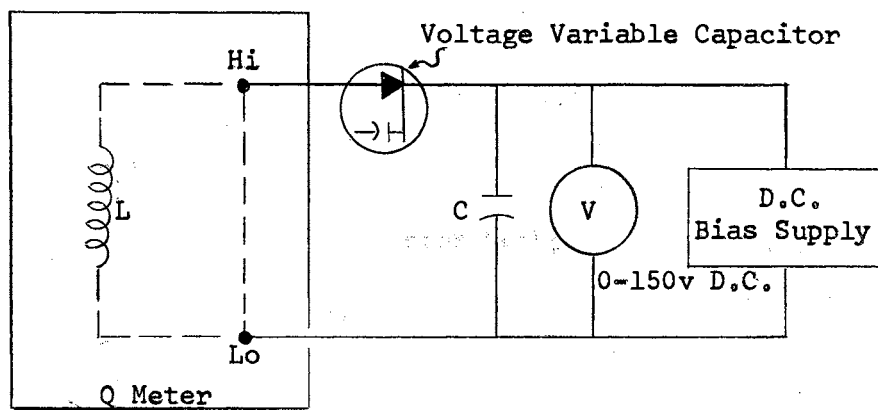 Voltage Variable Capacitor
Hi
L
C
V
D.C.
Bias Supply
0-150v D.C.
Lo
Q Meter